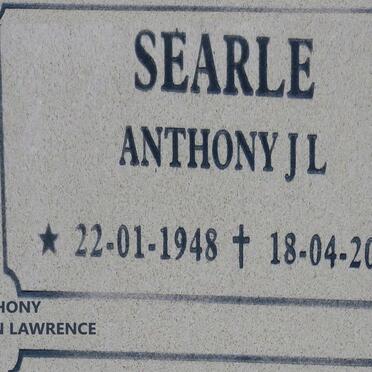 SEARLE
ANTHONY J L
★ 22-01-1948 † 18-04-20
HONY
N LAWRENCE